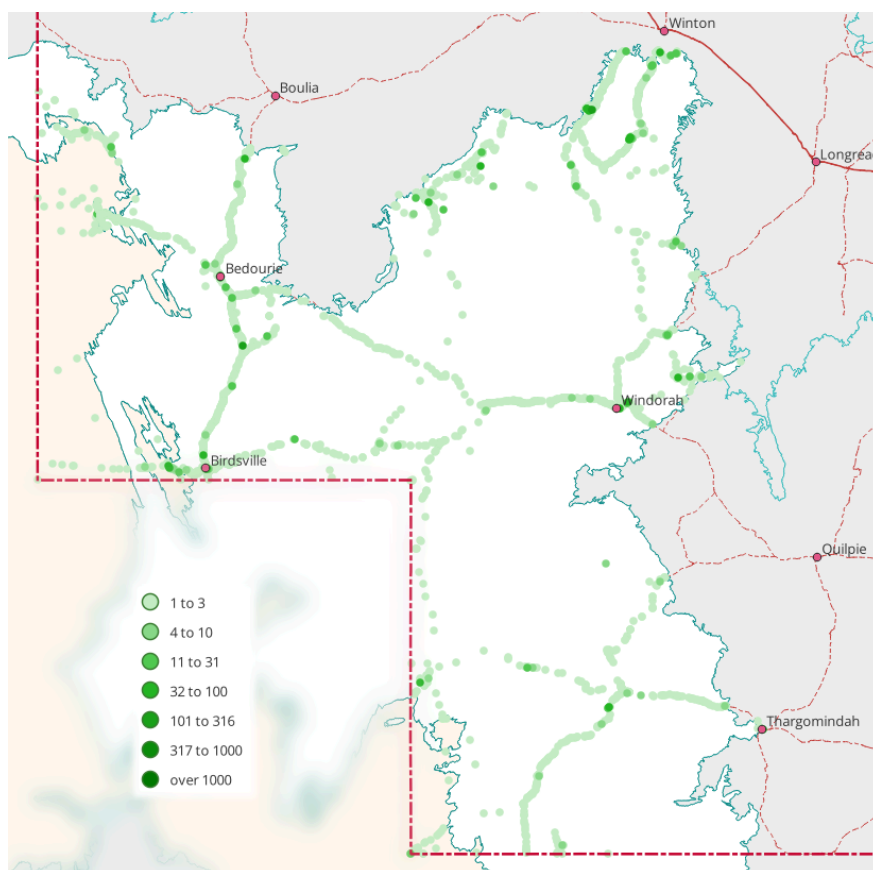 Winton
Boulia
Longreac
Bedourie
Windorah
Birdsville
Quilpie
Thargomindah
1 to 3
4 to 10
11 to 31
32 to 100
101 to 316
317 to 1000
over 1000